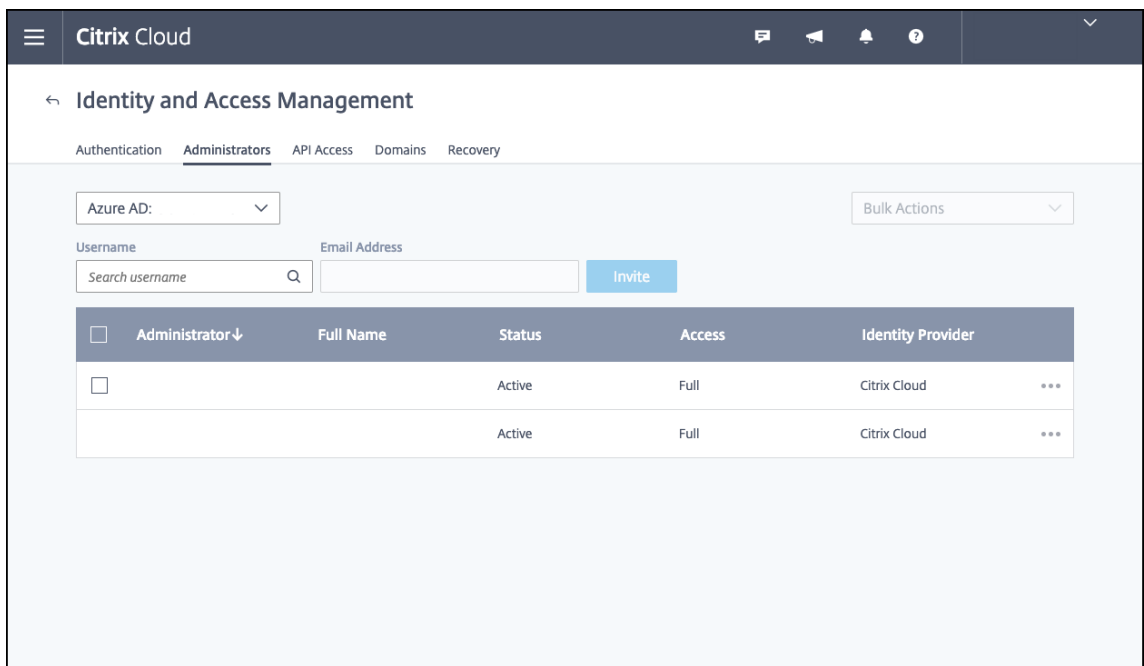 Citrix Cloud
Identity and Access Management
Authentication Administrators API Access Domains Recovery
Azure AD: Bulk Actions
Username Email Address
Search username Invite
Administrator↓ Full Name Status Access Identity Provider
Active Full Citrix Cloud
Active Full Citrix Cloud